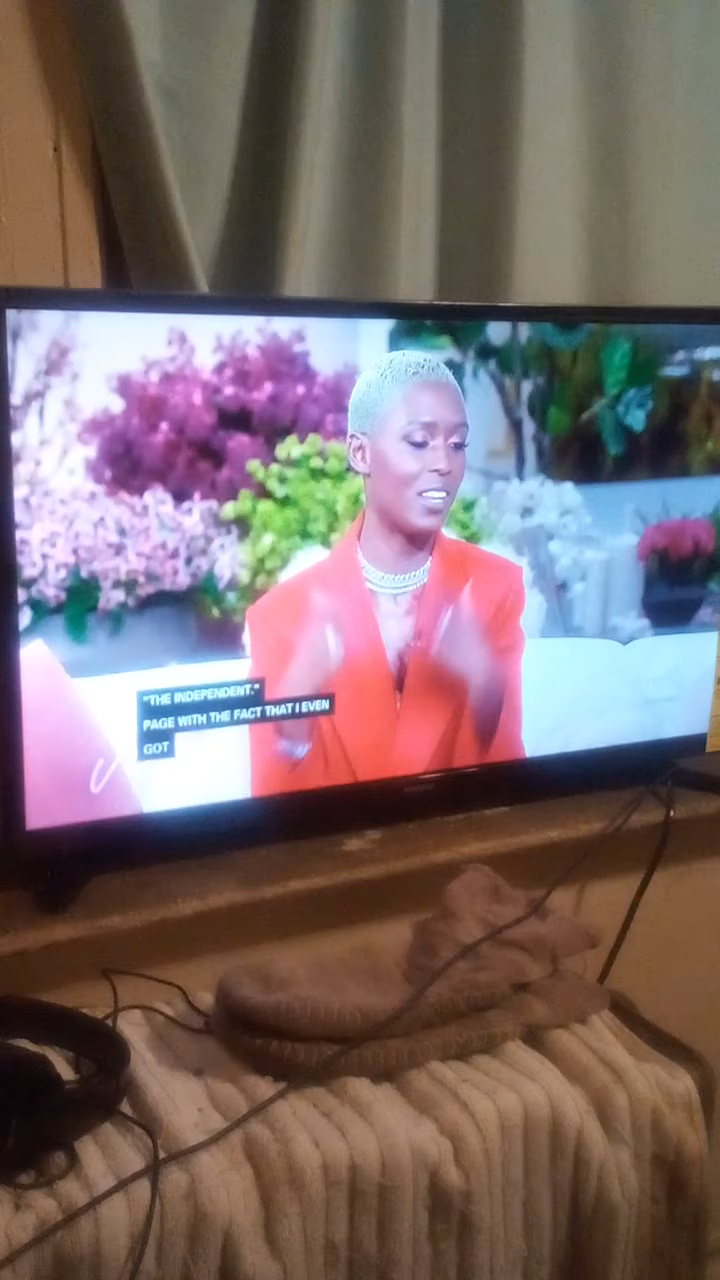 "THE INDEPENDENT."
PAGE WITH THE FACT THAT I EVEN
GOT